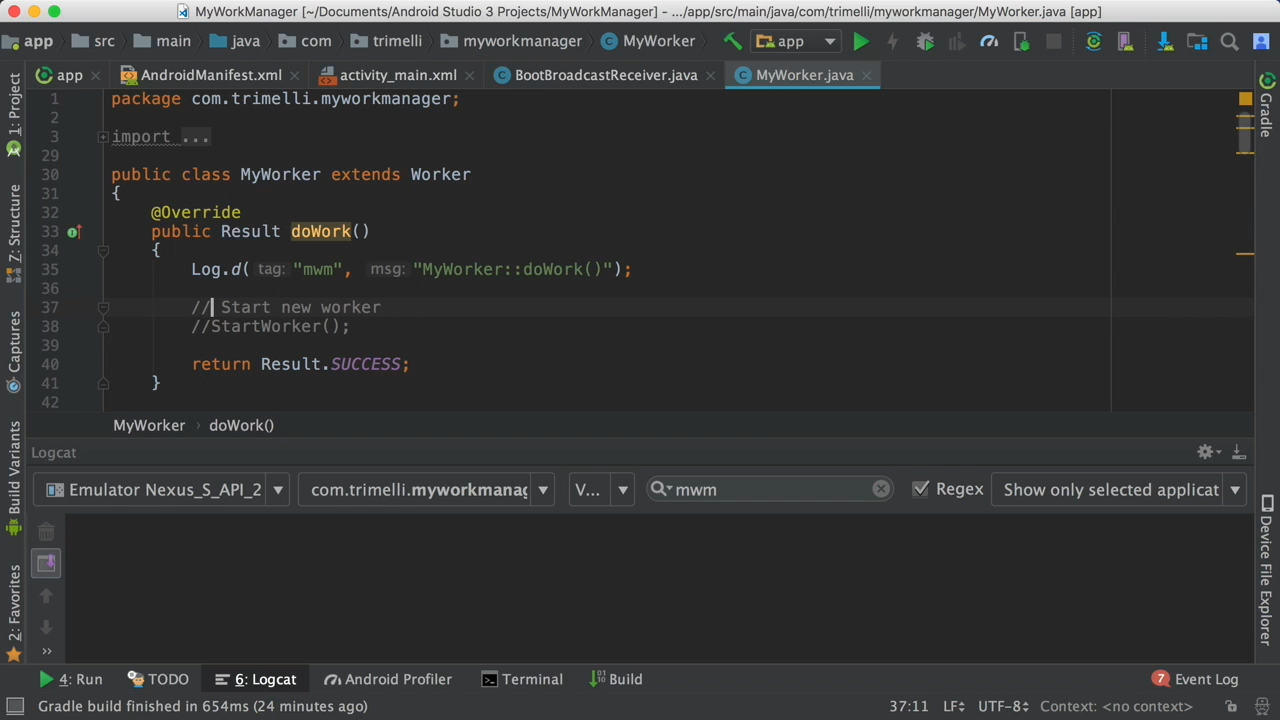 MyWorkManager [~/Documents/Android Studio 3 Projects/MyWorkManager] - .../app/src/main/java/com/trimelli/myworkmanager/MyWorker.java [app]
app src main java com trimelli myworkmanager MyWorker app
app AndroidManifest.xml activity_main.xml BootBroadcastReceiver.java MyWorker.java
1: Project
Z: Structure
Captures
Build Variants
2: Favorites
Gradle
Device File Explorer
1 package com.trimelli.myworkmanager;
2
3 import ...
29
30 public class MyWorker extends Worker
31 {
32 @Override
33 public Result doWork()
34 {
35 Log.d( tag: "mwm", msg: "MyWorker::doWork()");
36
37 // Start new worker
38 //StartWorker();
39
40 return Result.SUCCESS;
41 }
42
MyWorker › doWork()
Logcat
Emulator Nexus_S_API_2 com.trimelli.myworkmanag V... mwm Regex Show only selected applicat
4: Run TODO 6: Logcat Android Profiler Terminal Build 7 Event Log
Gradle build finished in 654ms (24 minutes ago) 37:11 LF UTF-8 Context: <no context>